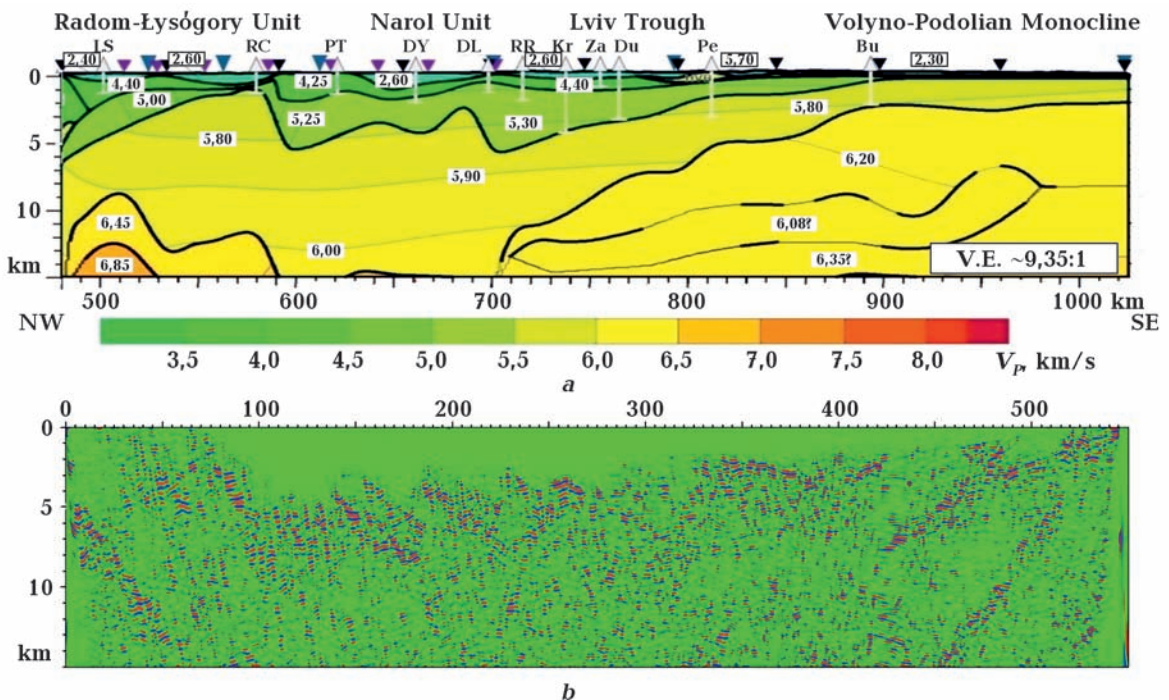 Radom-Łysógory Unit Narol Unit Lviv Trough Volyno-Podolian Monocline
LS RC PT DY DL RR Kr Za Du Pe Bu
2,40 2,60 2,60 5,70 2,30
0 4,40 4,25 2,60 4,40
5,00 5,25 5,30 5,80
5 5,80 6,20
5,90
10 6,45 6,00 6,08?
km 6,85 6,35? V.E. ~9,35:1
500 600 700 800 900 1000 km
NW SE
3,5 4,0 4,5 5,0 5,5 6,0 6,5 7,0 7,5 8,0 V_P, km/s
a
0 100 200 300 400 500
0
5
10
km
b